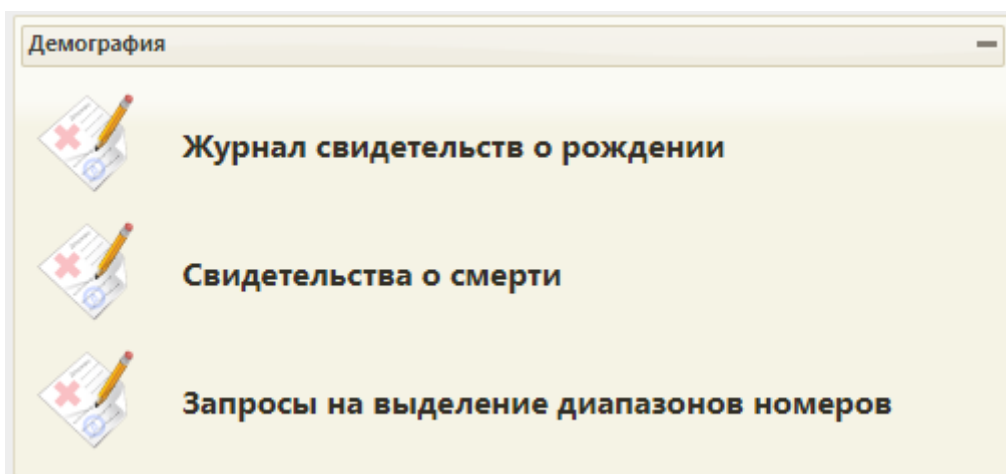 Демография
Журнал свидетельств о рождении
Свидетельства о смерти
Запросы на выделение диапазонов номеров